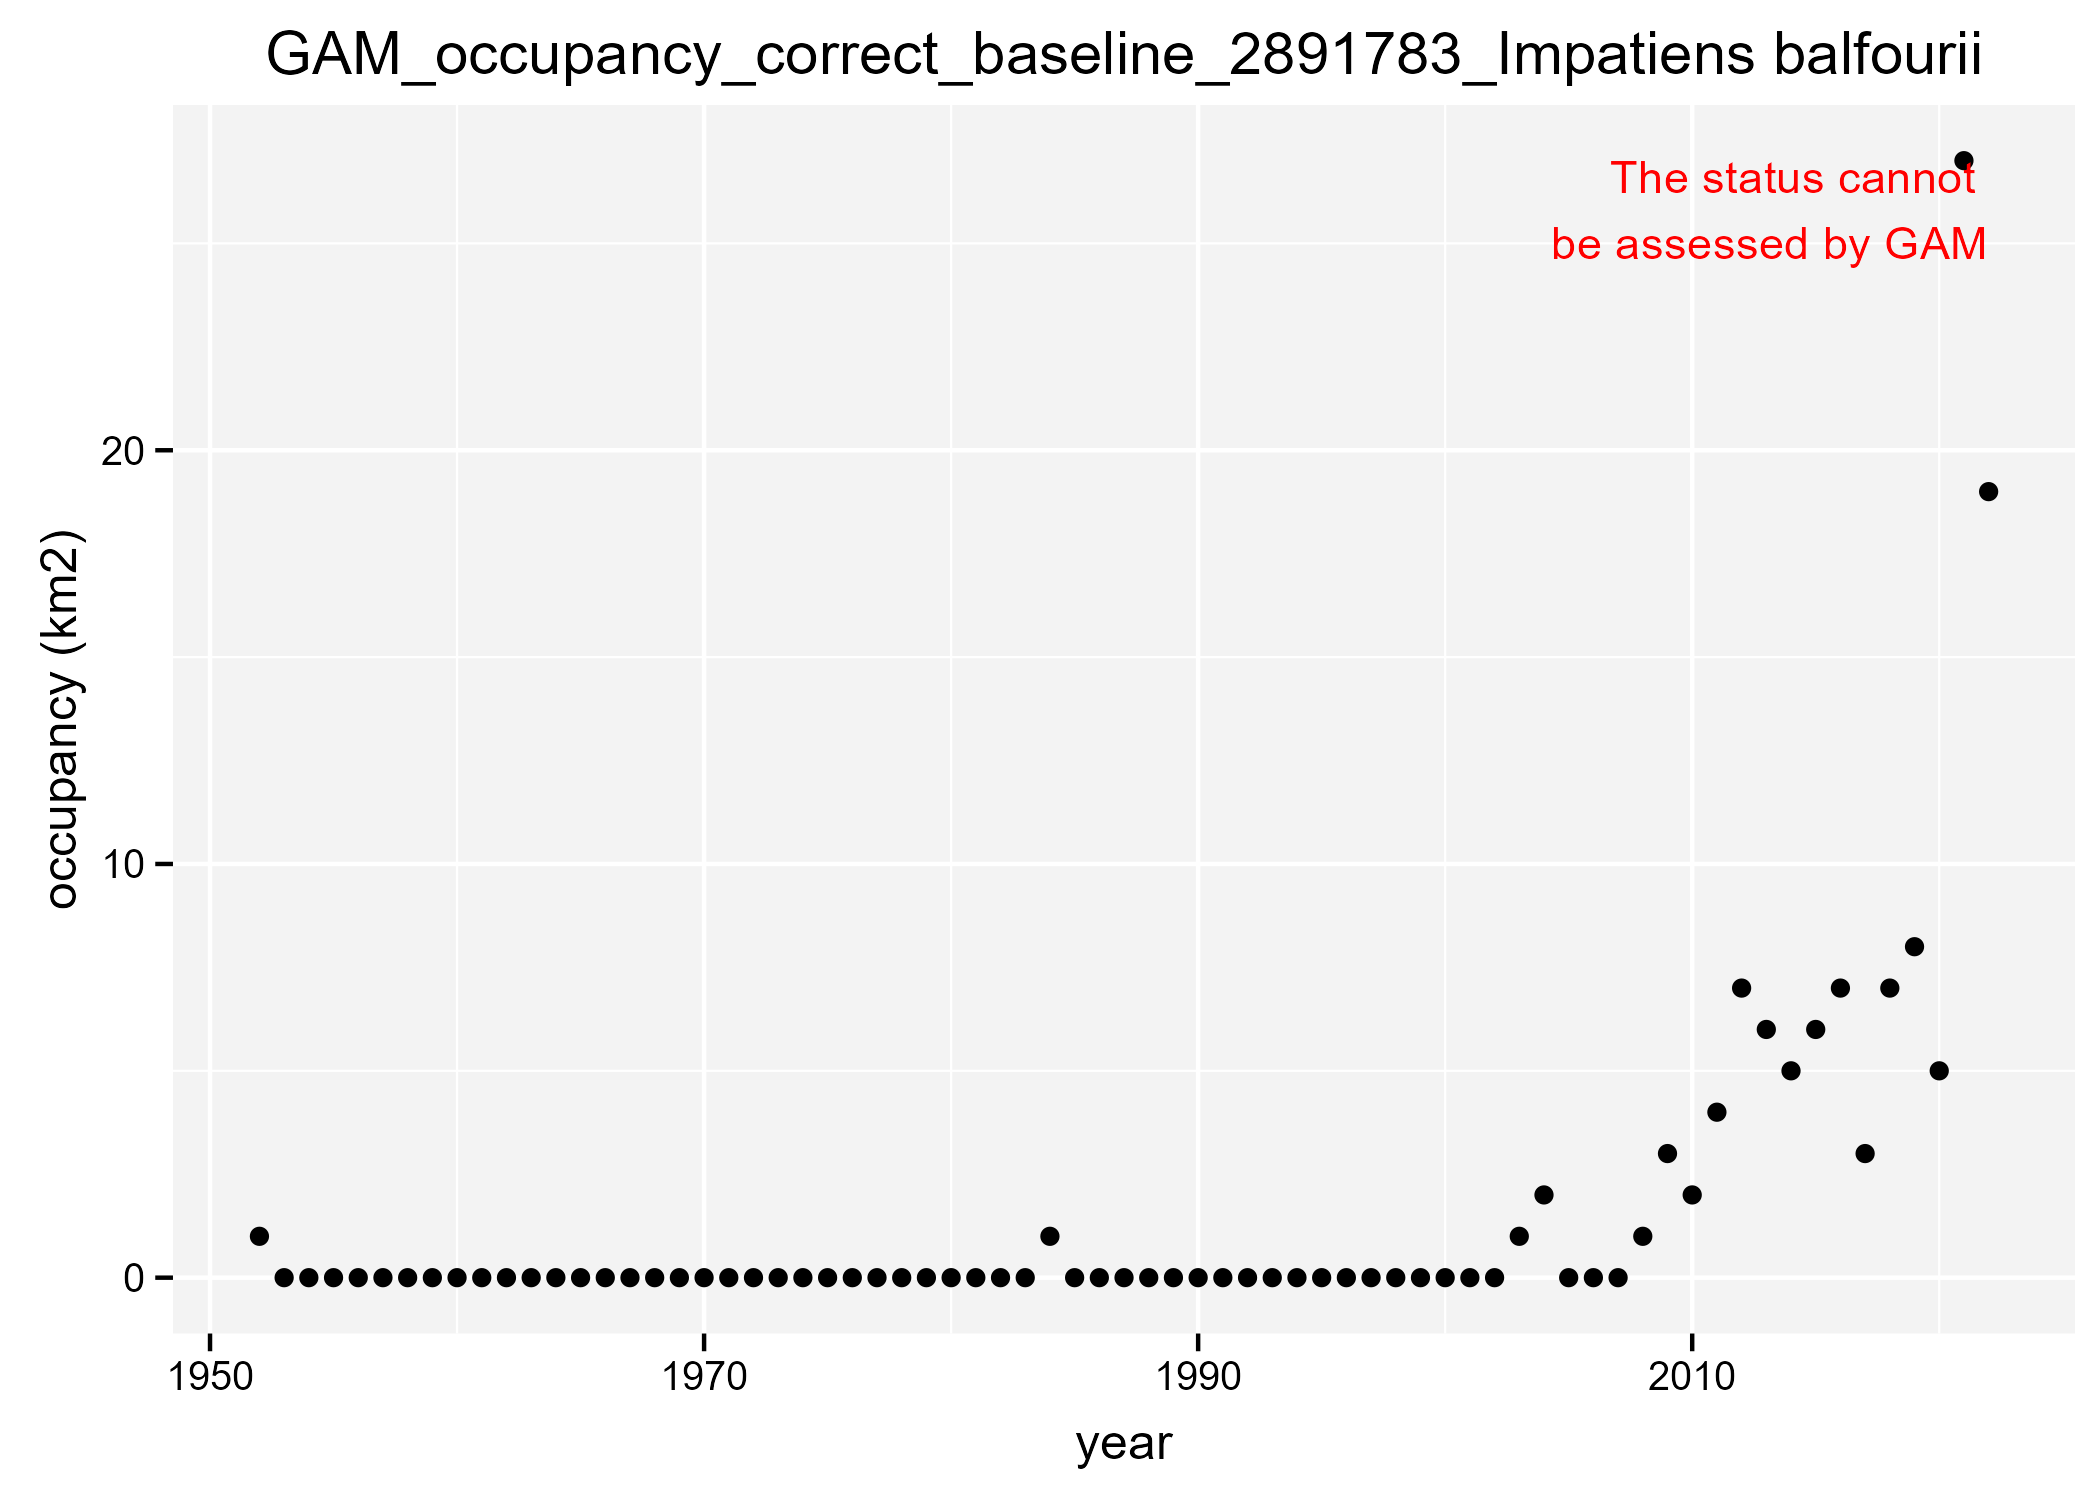 GAM_occupancy_correct_baseline_2891783_Impatiens balfourii
The status cannot
be assessed by GAM
occupancy (km2)
20
10
0
1950
1970
1990
2010
year